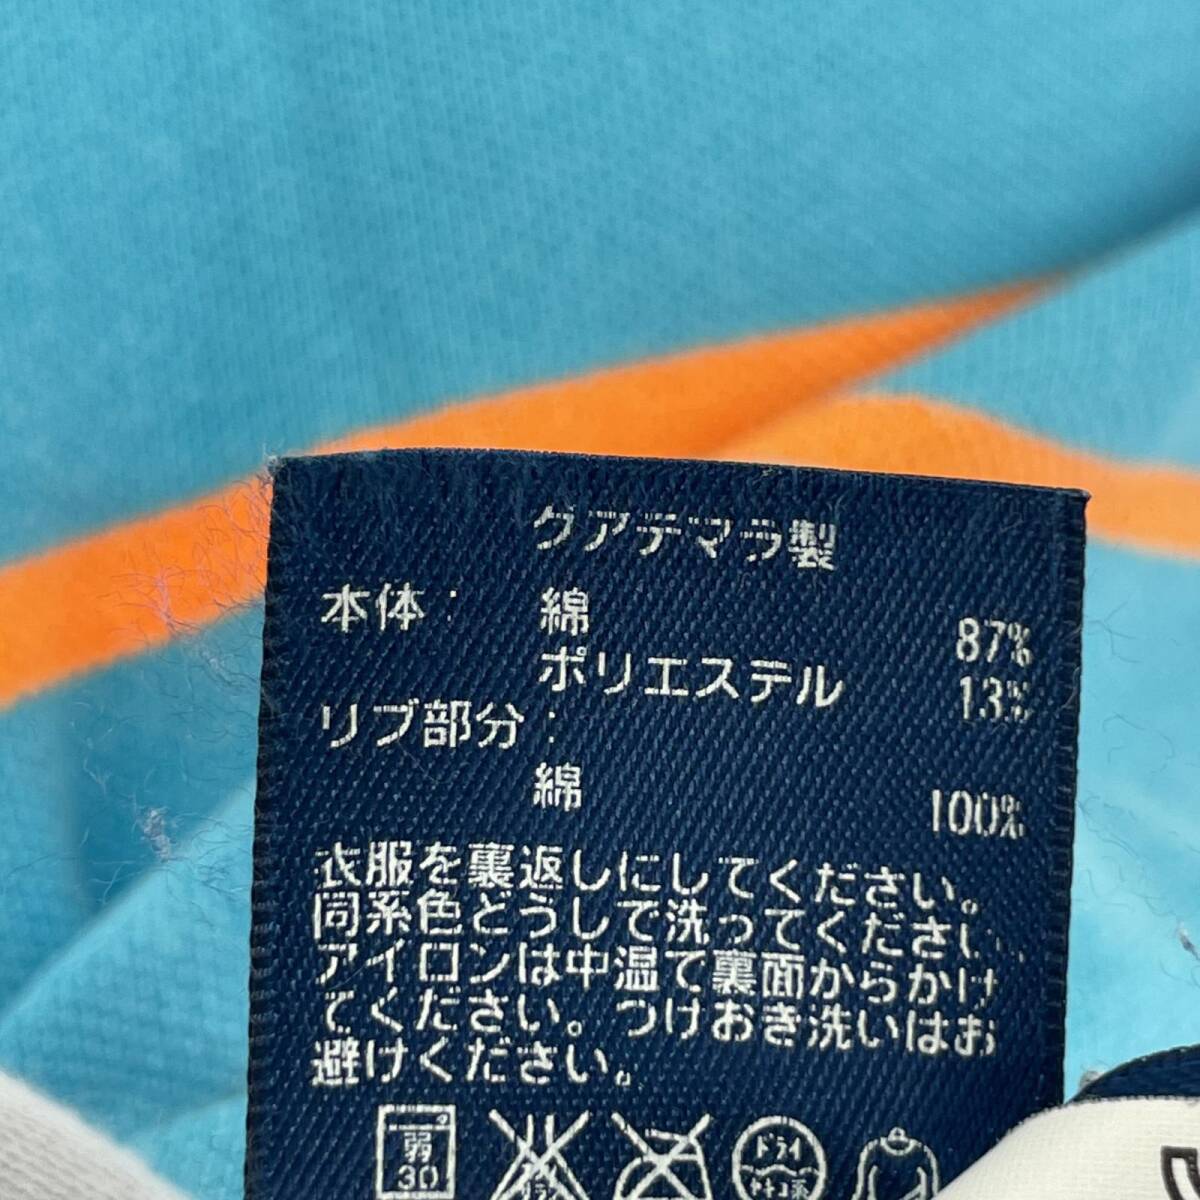 グアテマラ製
本体: 綿 87%
ポリエステル 13%
リブ部分:
綿 100%
衣服を裏返しにしてください。
同系色どうしで洗ってください
アイロンは中温で裏面からかけ
てください。つけおき洗いはお
避けください。
弱 ドライ
30